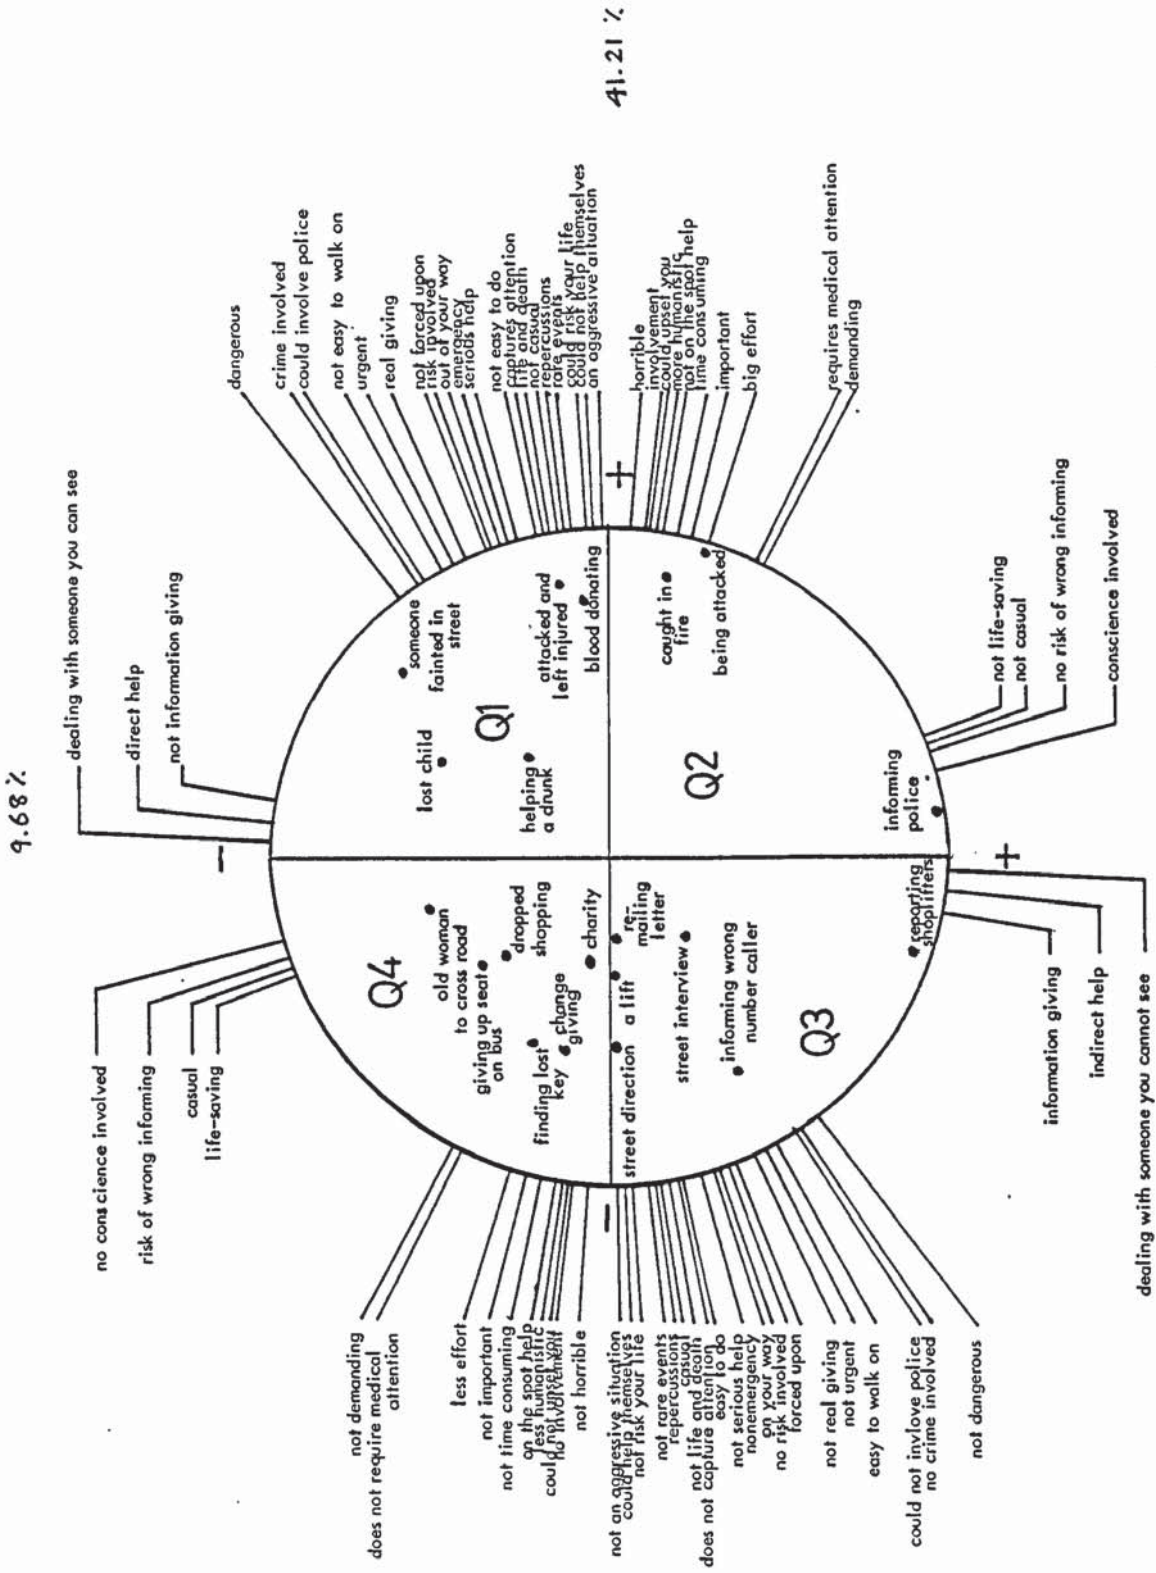 9.68 %
dealing with someone you can see
direct help
not information giving
−
no conscience involved
risk of wrong informing
casual
life-saving
dangerous
crime involved
could involve police
not easy to walk on
urgent
real giving
not forced upon
risk involved
out of your way
emergency
serious help
not easy to do
captures attention
life and death
not casual
repercussions
rare events
could risk your life
could not help themselves
an aggressive situation
41.21 %
+
horrible
involvement
could upset you
more humanistic
not on the spot help
time consuming
important
big effort
requires medical attention
demanding
not life-saving
not casual
no risk of wrong informing
conscience involved
Q1
someone
fainted in
street
lost child
helping
a drunk
attacked and
left injured
blood donating
Q2
caught in
fire
being attacked
informing
police
Q4
old woman
to cross road
giving up seat
on bus
dropped
shopping
finding lost
key
change
giving
charity
Q3
re-
mailing
letter
a lift
street direction
street interview
informing wrong
number caller
reporting
shoplifters
not demanding
does not require medical
attention
less effort
not important
not time consuming
on the spot help
less humanistic
could not upset you
no involvement
not horrible
−
not an aggressive situation
could help themselves
not risk your life
not rare events
repercussions
casual
not life and death
does not capture attention
easy to do
not serious help
nonemergency
on your way
no risk involved
forced upon
not real giving
not urgent
easy to walk on
could not invlove police
no crime involved
not dangerous
+
information giving
indirect help
dealing with someone you cannot see